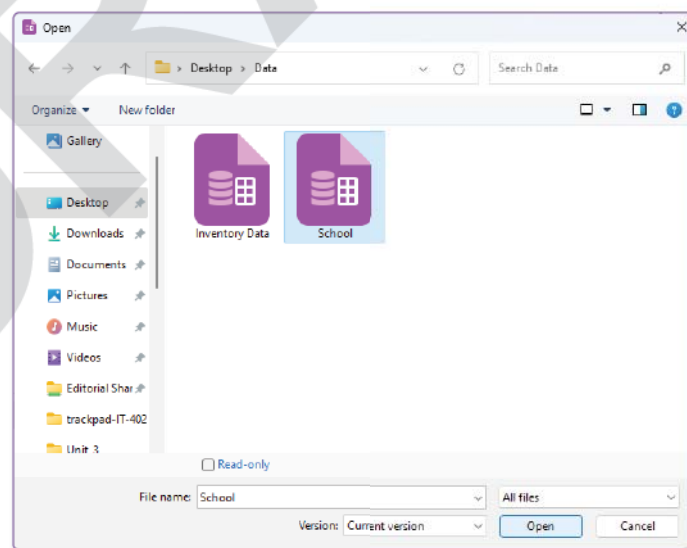 Open
Desktop > Data
Search Data
Organize
New folder
Gallery
Desktop
Downloads
Documents
Pictures
Music
Videos
Editorial Shar
trackpad-IT-402
Unit 3
Inventory Data
School
Read-only
File name: School
All files
Version: Current version
Open
Cancel